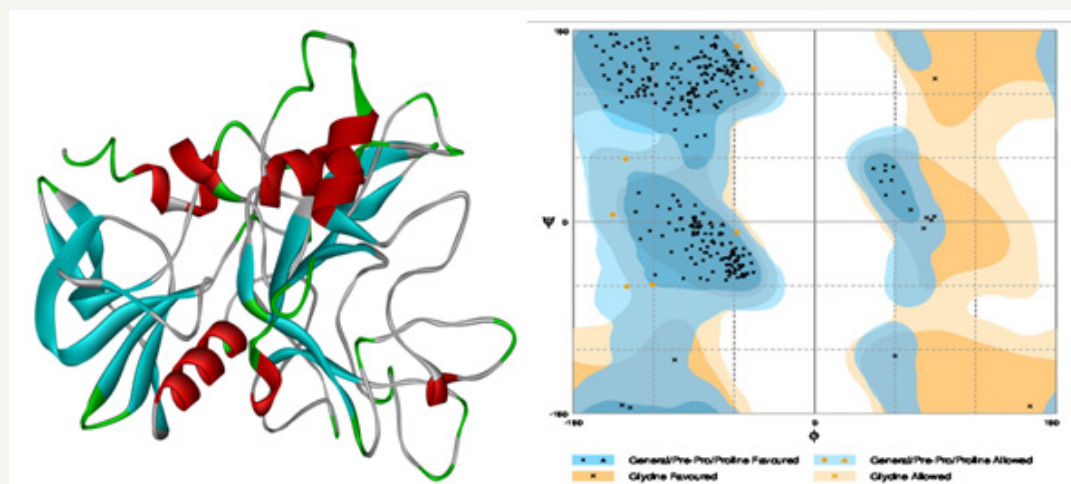 180
ψ 0
-180
-180 0 180
φ
General/Pre-Pro/Proline Favoured General/Pre-Pro/Proline Allowed
Glycine Favoured Glycine Allowed